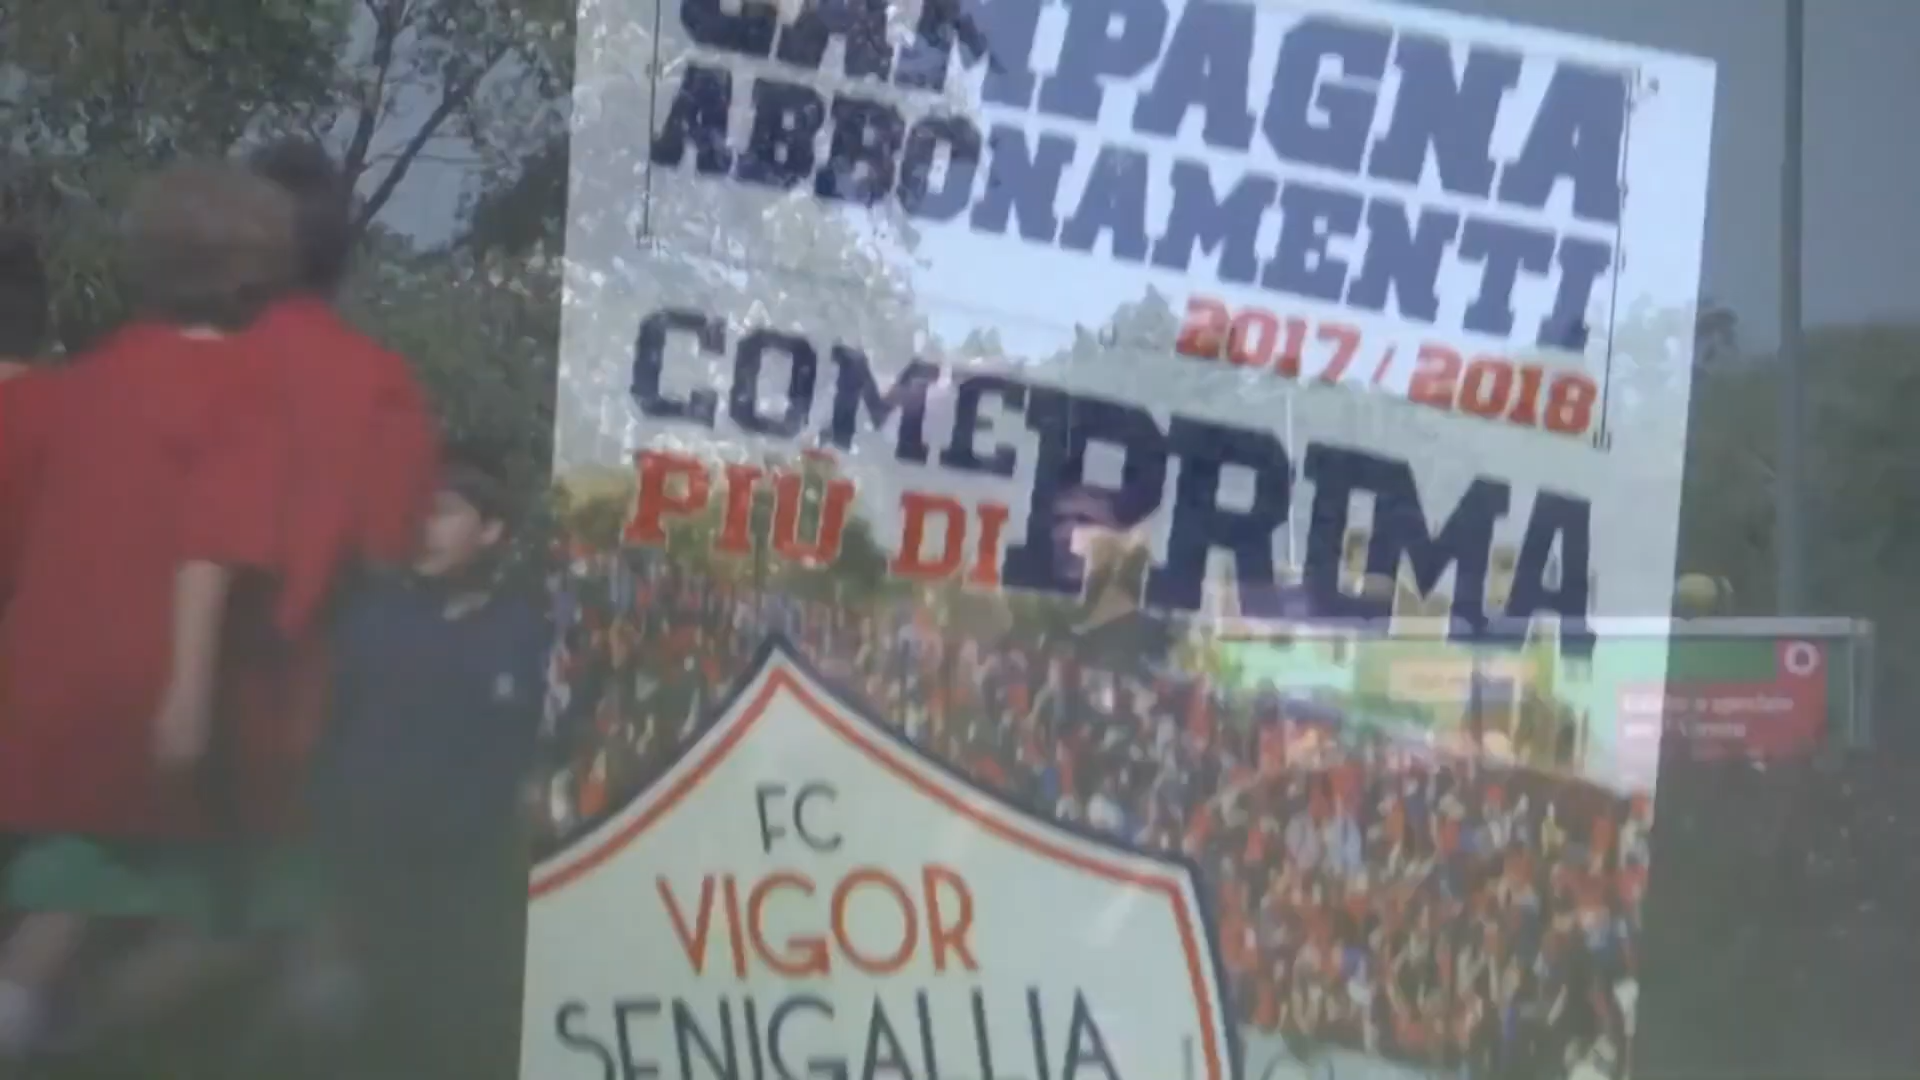 CAMPAGNA
ABBONAMENTI
2017 / 2018
COME PRIMA
PIÙ DI
FC
VIGOR
SENIGALLIA